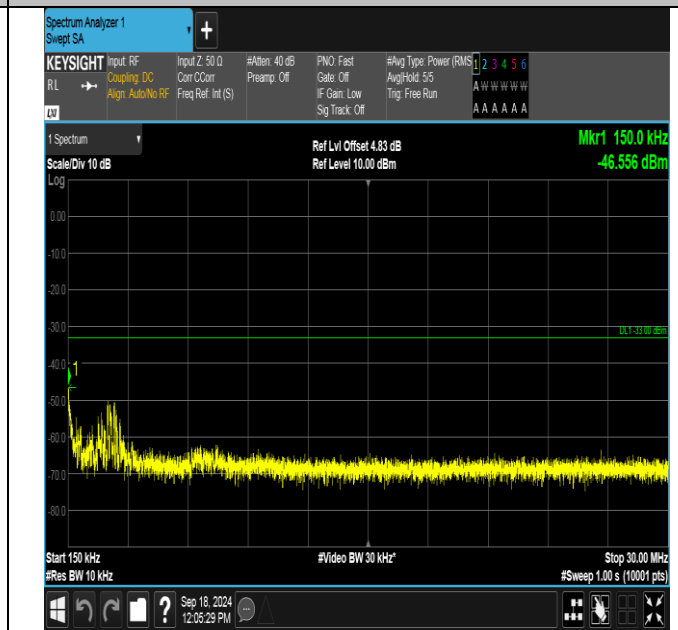 Spectrum Analyzer 1
Swept SA
+
KEYSIGHT Input: RF Input Z: 50 Ω #Atten: 40 dB PNO: Fast #Avg Type: Power (RMS 1 2 3 4 5 6
RL Coupling: DC Corr CCorr Preamp: Off Gate: Off Avg|Hold: 5/5 A W W W W W
Align: Auto/No RF Freq Ref: Int (S) IF Gain: Low Trig: Free Run
LXI Sig Track: Off A A A A A A
1 Spectrum Ref Lvl Offset 4.83 dB Mkr1 150.0 kHz
Scale/Div 10 dB Ref Level 10.00 dBm -46.556 dBm
Log
0.00
-10.0
-20.0
-30.0 DL1 -33.00 dBm
-40.0
1
-50.0
-60.0
-70.0
-80.0
Start 150 kHz #Video BW 30 kHz* Stop 30.00 MHz
#Res BW 10 kHz #Sweep 1.00 s (10001 pts)
? Sep 18, 2024
12:05:29 PM